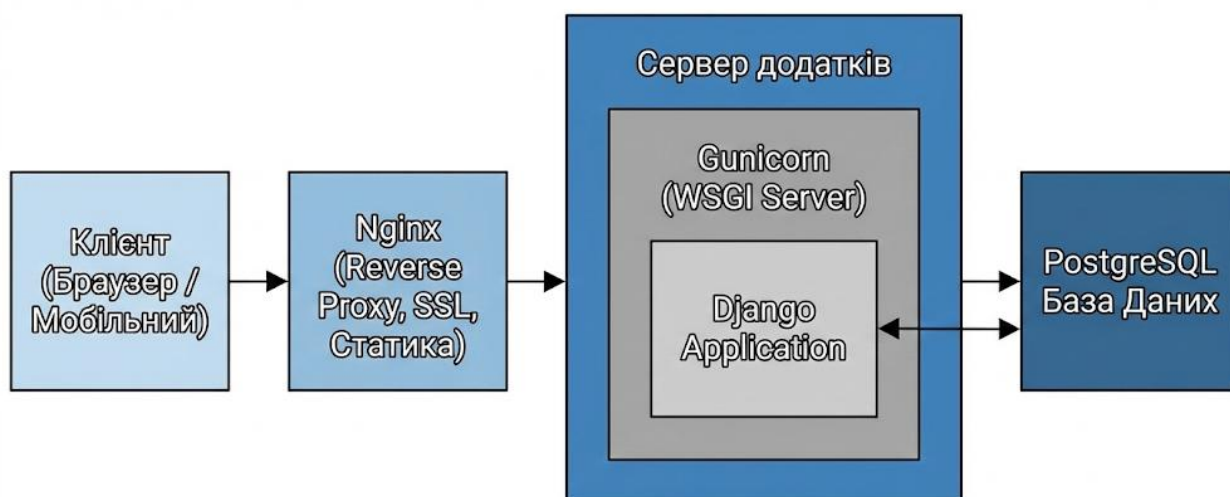 Клієнт
(Браузер /
Мобільний)
Nginx
(Reverse
Proxy, SSL,
Статика)
Сервер додатків
Gunicorn
(WSGI Server)
Django
Application
PostgreSQL
База Даних